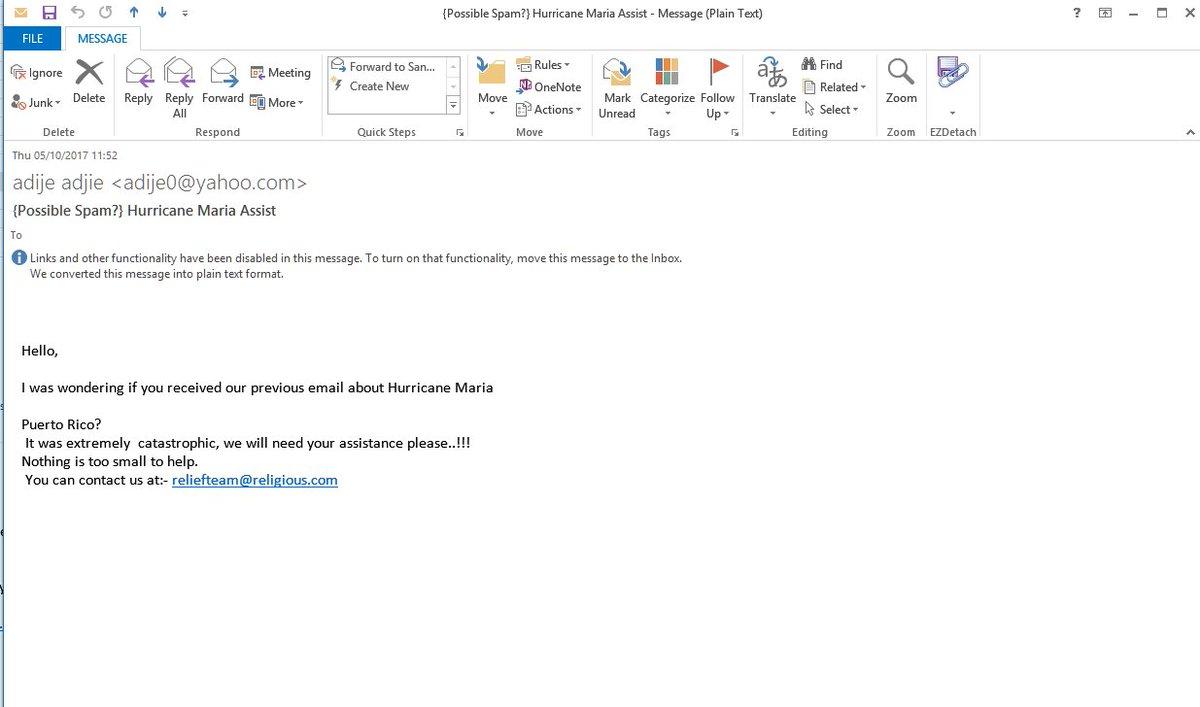 {Possible Spam?} Hurricane Maria Assist - Message (Plain Text)
FILE MESSAGE
Ignore
Junk
Delete
Reply
Reply All
Forward
Meeting
More
Forward to San...
Create New
Move
Rules
OneNote
Actions
Mark Unread
Categorize
Follow Up
Translate
Find
Related
Select
Zoom
Delete Respond Quick Steps Move Tags Editing Zoom EZDetach
Thu 05/10/2017 11:52
adije adjie <adije0@yahoo.com>
{Possible Spam?} Hurricane Maria Assist
To
Links and other functionality have been disabled in this message. To turn on that functionality, move this message to the Inbox.
We converted this message into plain text format.
Hello,
I was wondering if you received our previous email about Hurricane Maria
Puerto Rico?
It was extremely  catastrophic, we will need your assistance please..!!!
Nothing is too small to help.
You can contact us at:- reliefteam@religious.com